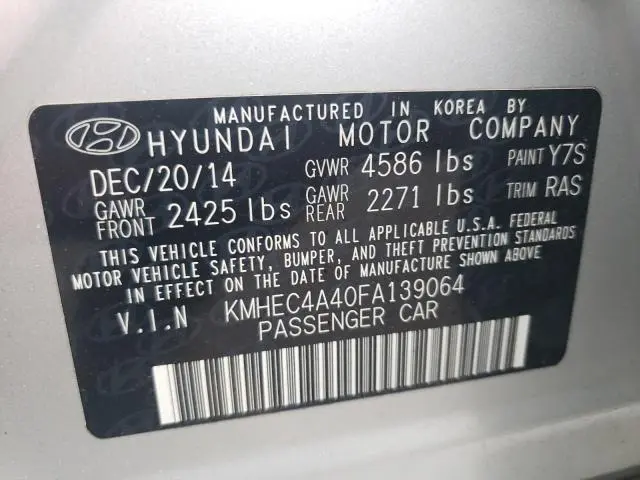 MANUFACTURED IN KOREA BY
HYUNDAI MOTOR COMPANY
DEC/20/14 GVWR 4586 lbs PAINT Y7S
GAWR FRONT 2425 lbs GAWR REAR 2271 lbs TRIM RAS
THIS VEHICLE CONFORMS TO ALL APPLICABLE U.S.A. FEDERAL
MOTOR VEHICLE SAFETY, BUMPER, AND THEFT PREVENTION STANDARDS
IN EFFECT ON THE DATE OF MANUFACTURE SHOWN ABOVE.
V.I.N KMHEC4A40FA139064
PASSENGER CAR